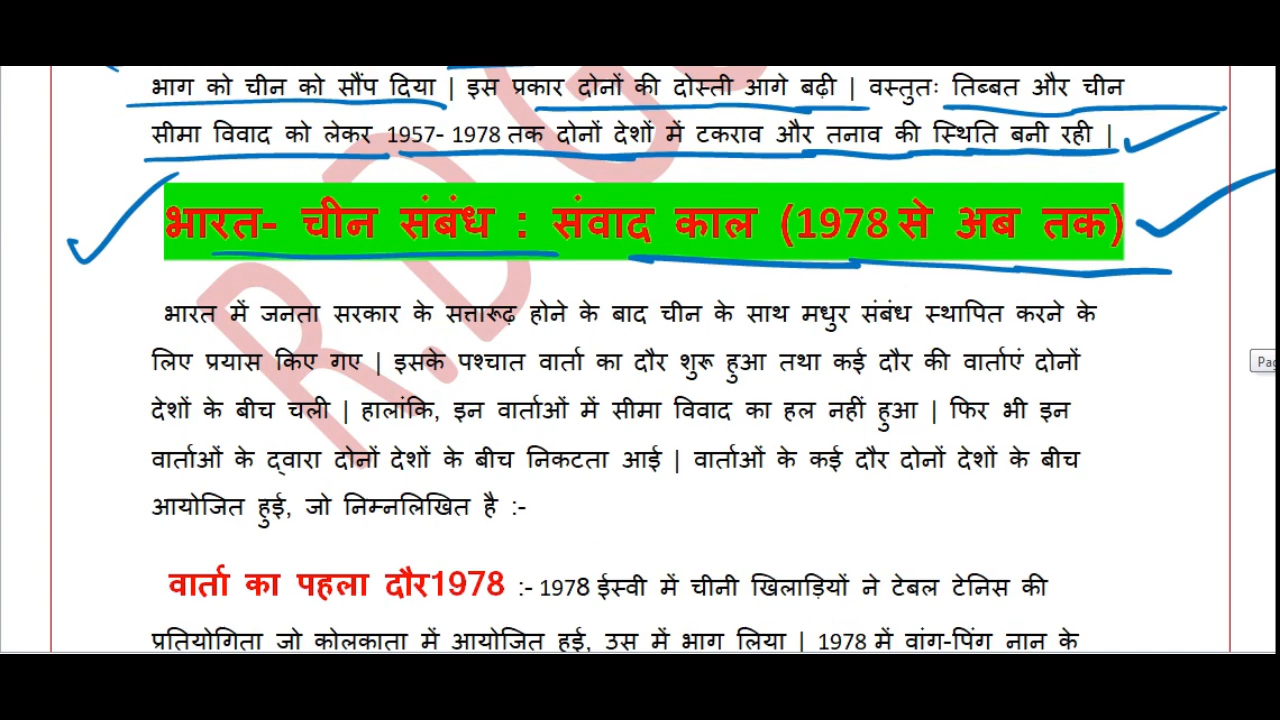 भाग को चीन को सौंप दिया | इस प्रकार दोनों की दोस्ती आगे बढ़ी | वस्तुतः तिब्बत और चीन
सीमा विवाद को लेकर 1957- 1978 तक दोनों देशों में टकराव और तनाव की स्थिति बनी रही |
भारत- चीन संबंध : संवाद काल (1978 से अब तक)
भारत में जनता सरकार के सत्तारूढ़ होने के बाद चीन के साथ मधुर संबंध स्थापित करने के
लिए प्रयास किए गए | इसके पश्चात वार्ता का दौर शुरू हुआ तथा कई दौर की वार्ताएं दोनों
देशों के बीच चली | हालांकि, इन वार्ताओं में सीमा विवाद का हल नहीं हुआ | फिर भी इन
वार्ताओं के द्वारा दोनों देशों के बीच निकटता आई | वार्ताओं के कई दौर दोनों देशों के बीच
आयोजित हुई, जो निम्नलिखित है :-
वार्ता का पहला दौर1978 :- 1978 ईस्वी में चीनी खिलाड़ियों ने टेबल टेनिस की
प्रतियोगिता जो कोलकाता में आयोजित हुई, उस में भाग लिया | 1978 में वांग-पिंग नान के